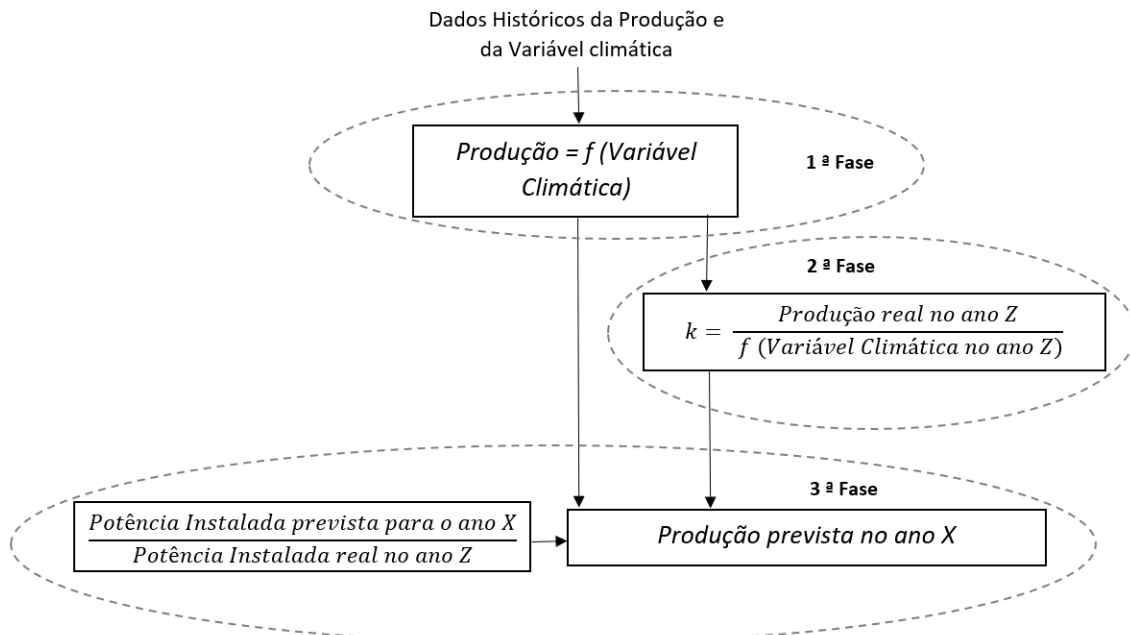 Dados Históricos da Produção e
da Variável climática
Produção = f (Variável
Climática)
1 ª Fase
2 ª Fase
k = Produção real no ano Z
f (Variável Climática no ano Z)
3 ª Fase
Potência Instalada prevista para o ano X
Potência Instalada real no ano Z
Produção prevista no ano X